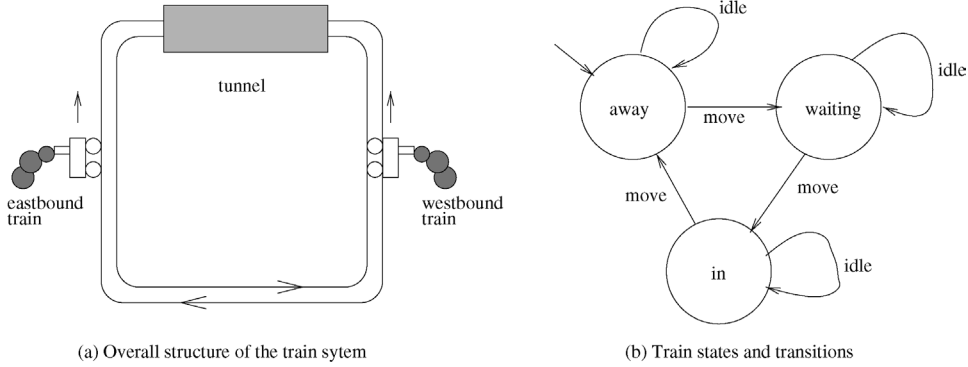 tunnel
eastbound
train
westbound
train
(a) Overall structure of the train sytem
idle
idle
away
move
waiting
move
move
in
idle
(b) Train states and transitions